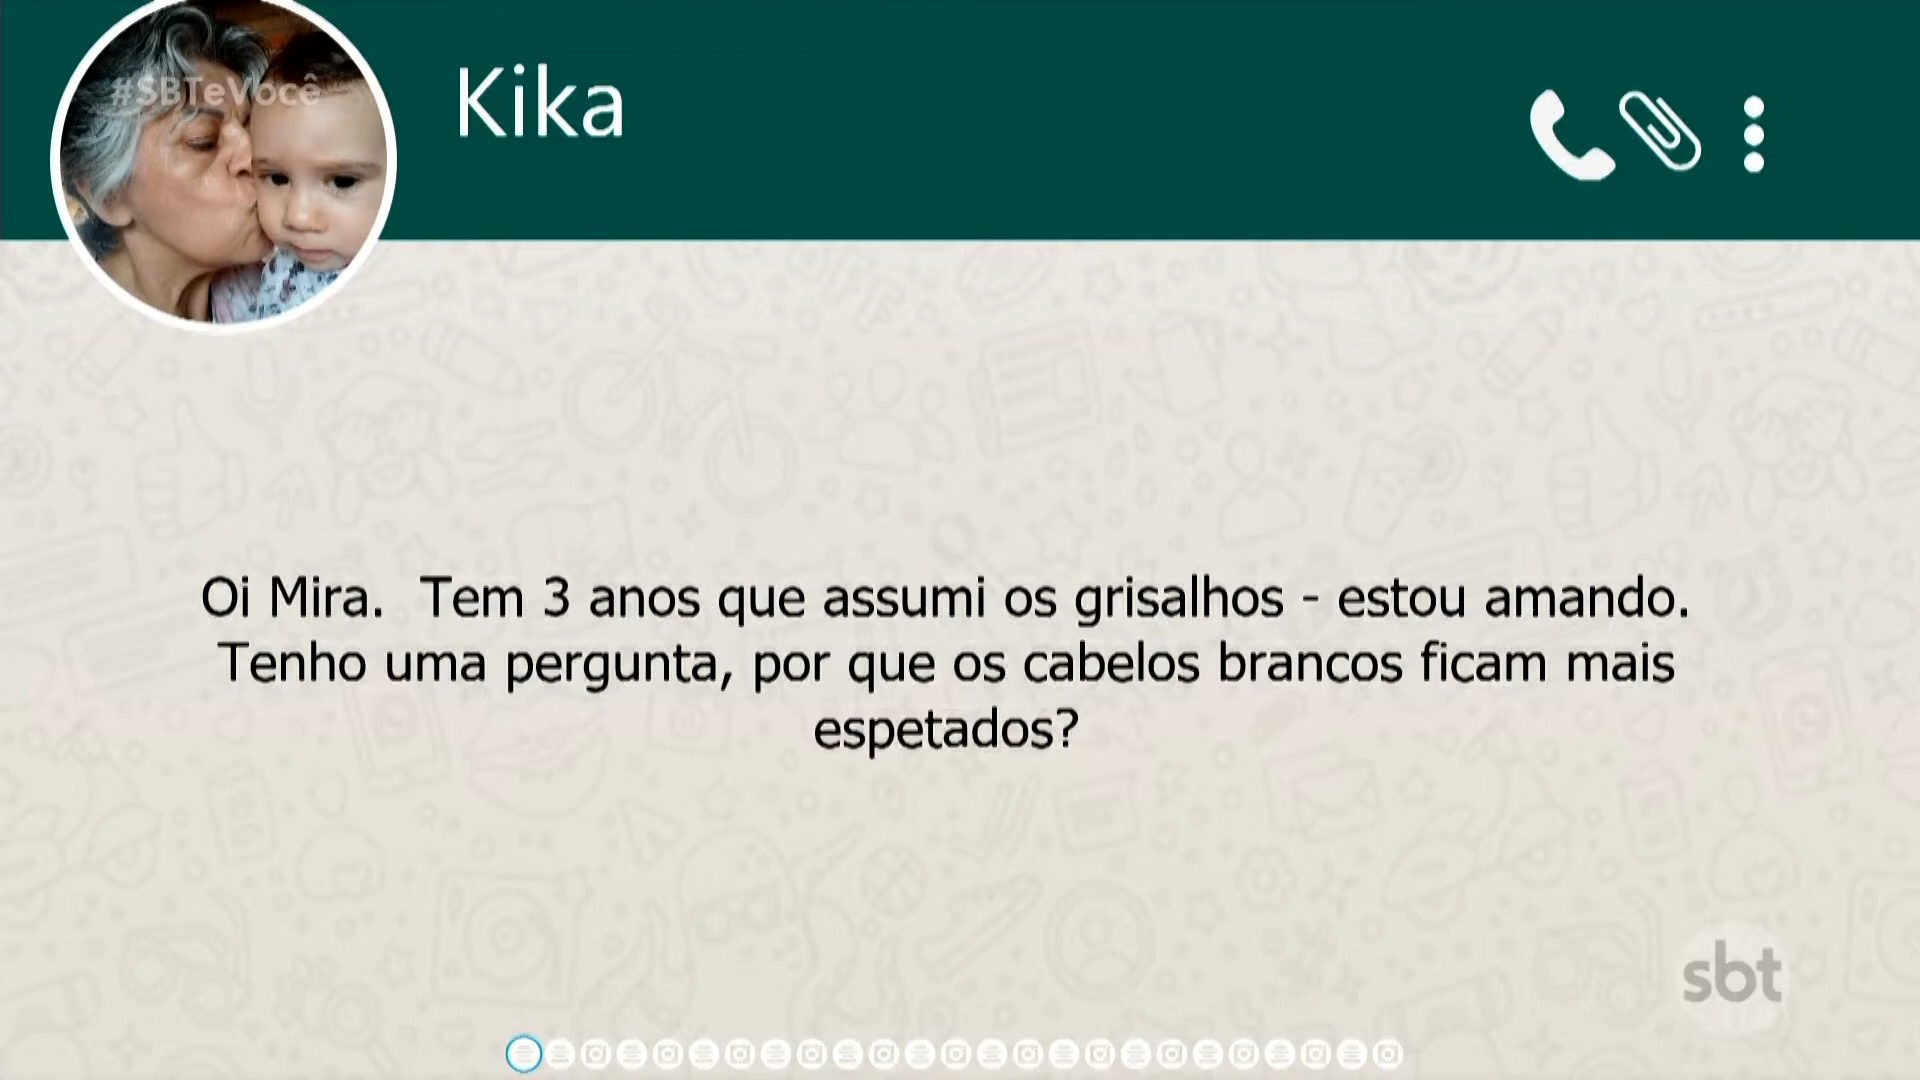 #SBTeVocê
Kika
Oi Mira. Tem 3 anos que assumi os grisalhos - estou amando.
Tenho uma pergunta, por que os cabelos brancos ficam mais
espetados?
sbt